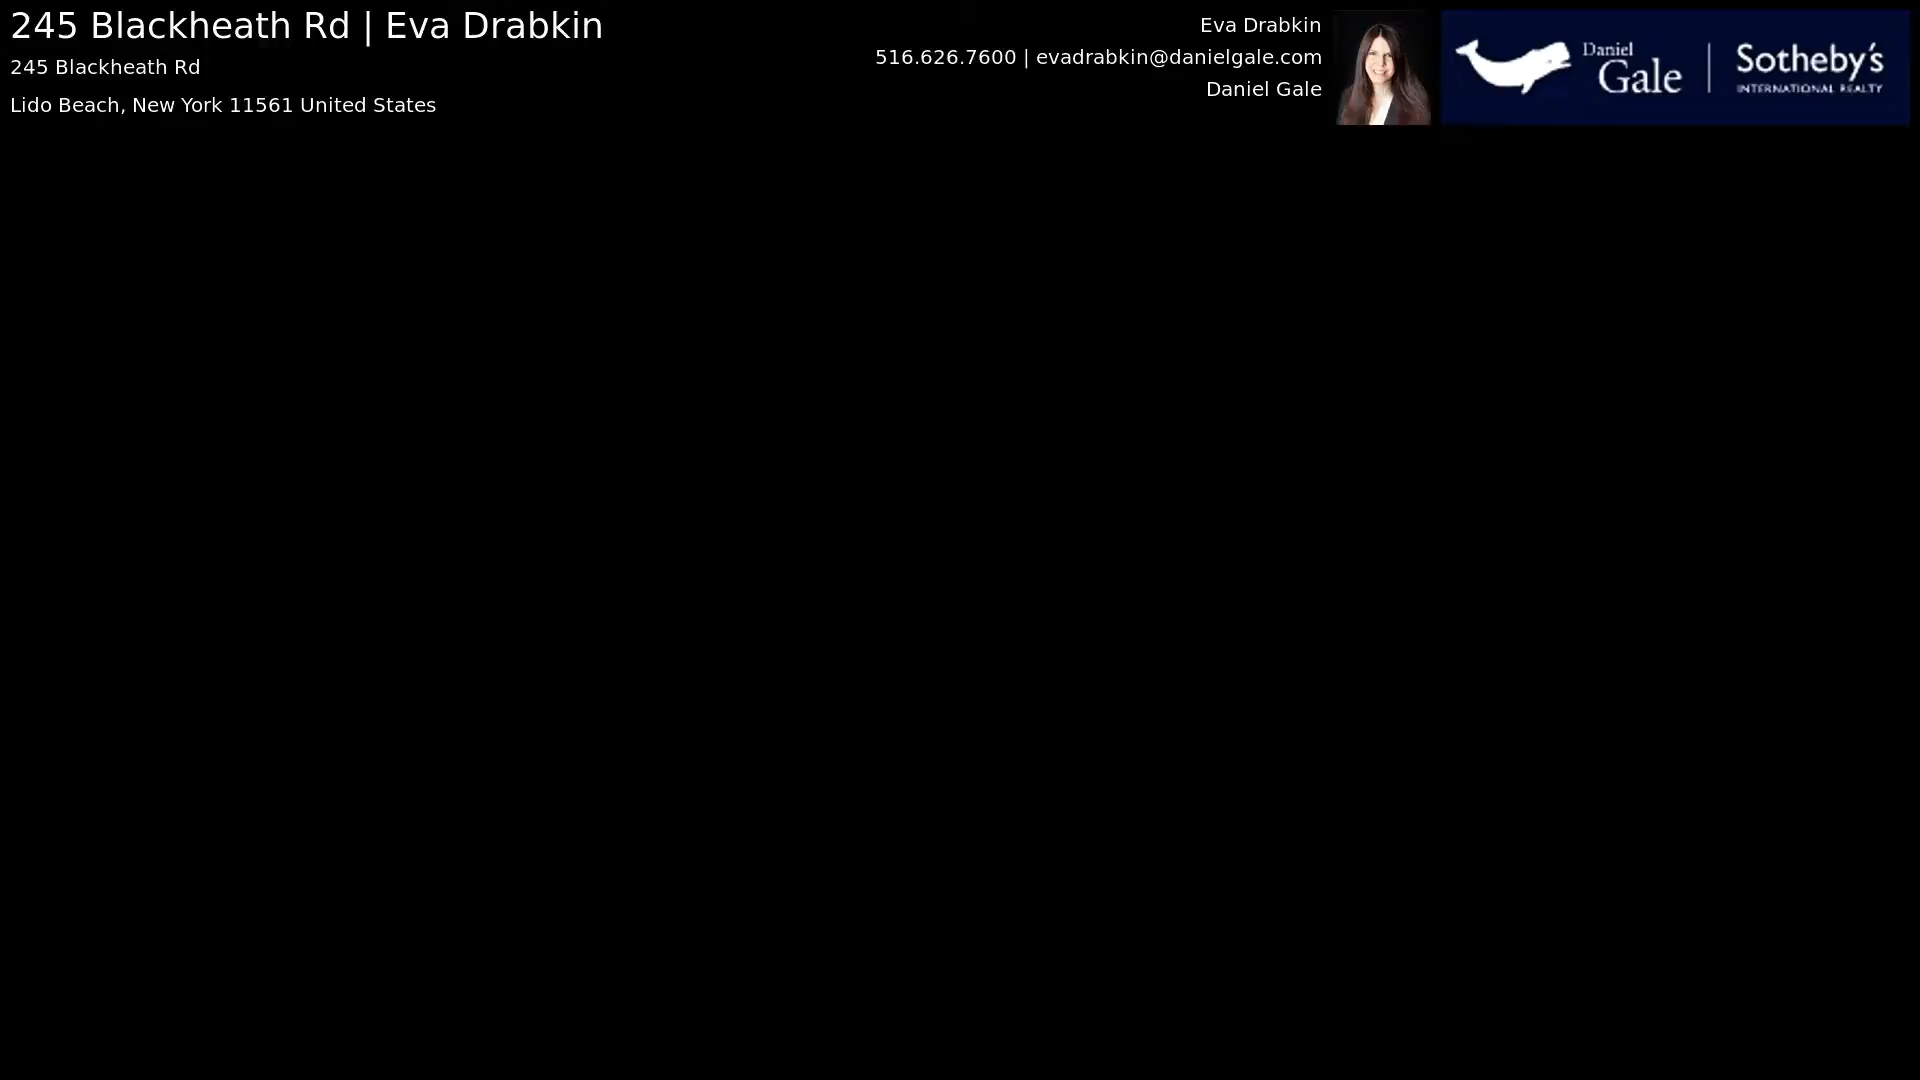 245 Blackheath Rd | Eva Drabkin
245 Blackheath Rd
Lido Beach, New York 11561 United States
Eva Drabkin
516.626.7600 | evadrabkin@danielgale.com
Daniel Gale
Daniel
Gale
Sotheby's
INTERNATIONAL REALTY